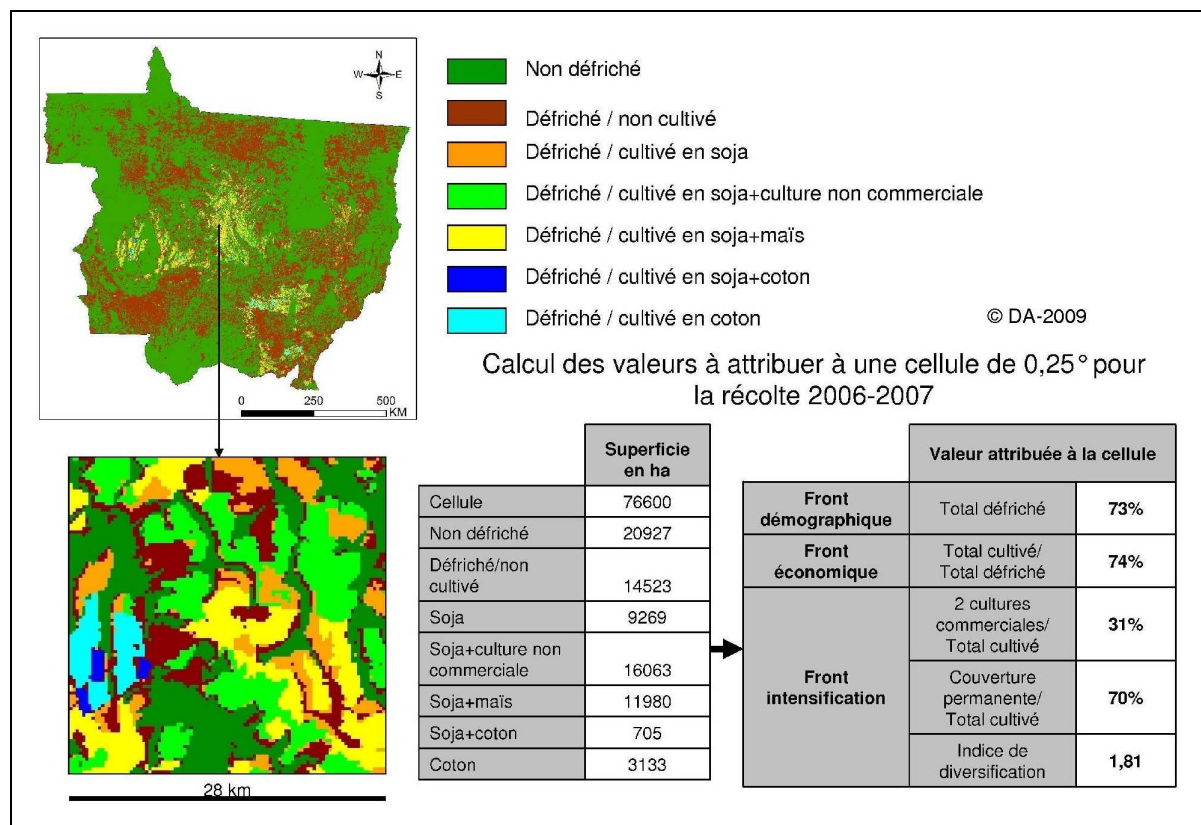 N
W E
S
0 250 500
KM
Non défriché
Défriché / non cultivé
Défriché / cultivé en soja
Défriché / cultivé en soja+culture non commerciale
Défriché / cultivé en soja+maïs
Défriché / cultivé en soja+coton
Défriché / cultivé en coton
© DA-2009
Calcul des valeurs à attribuer à une cellule de 0,25° pour
la récolte 2006-2007
28 km
Superficie
en ha
Cellule 76600
Non défriché 20927
Défriché/non
cultivé 14523
Soja 9269
Soja+culture non
commerciale 16063
Soja+maïs 11980
Soja+coton 705
Coton 3133
Valeur attribuée à la cellule
Front
démographique
Total défriché 73%
Front
économique
Total cultivé/
Total défriché 74%
Front
intensification
2 cultures
commerciales/
Total cultivé 31%
Couverture
permanente/
Total cultivé 70%
Indice de
diversification 1,81